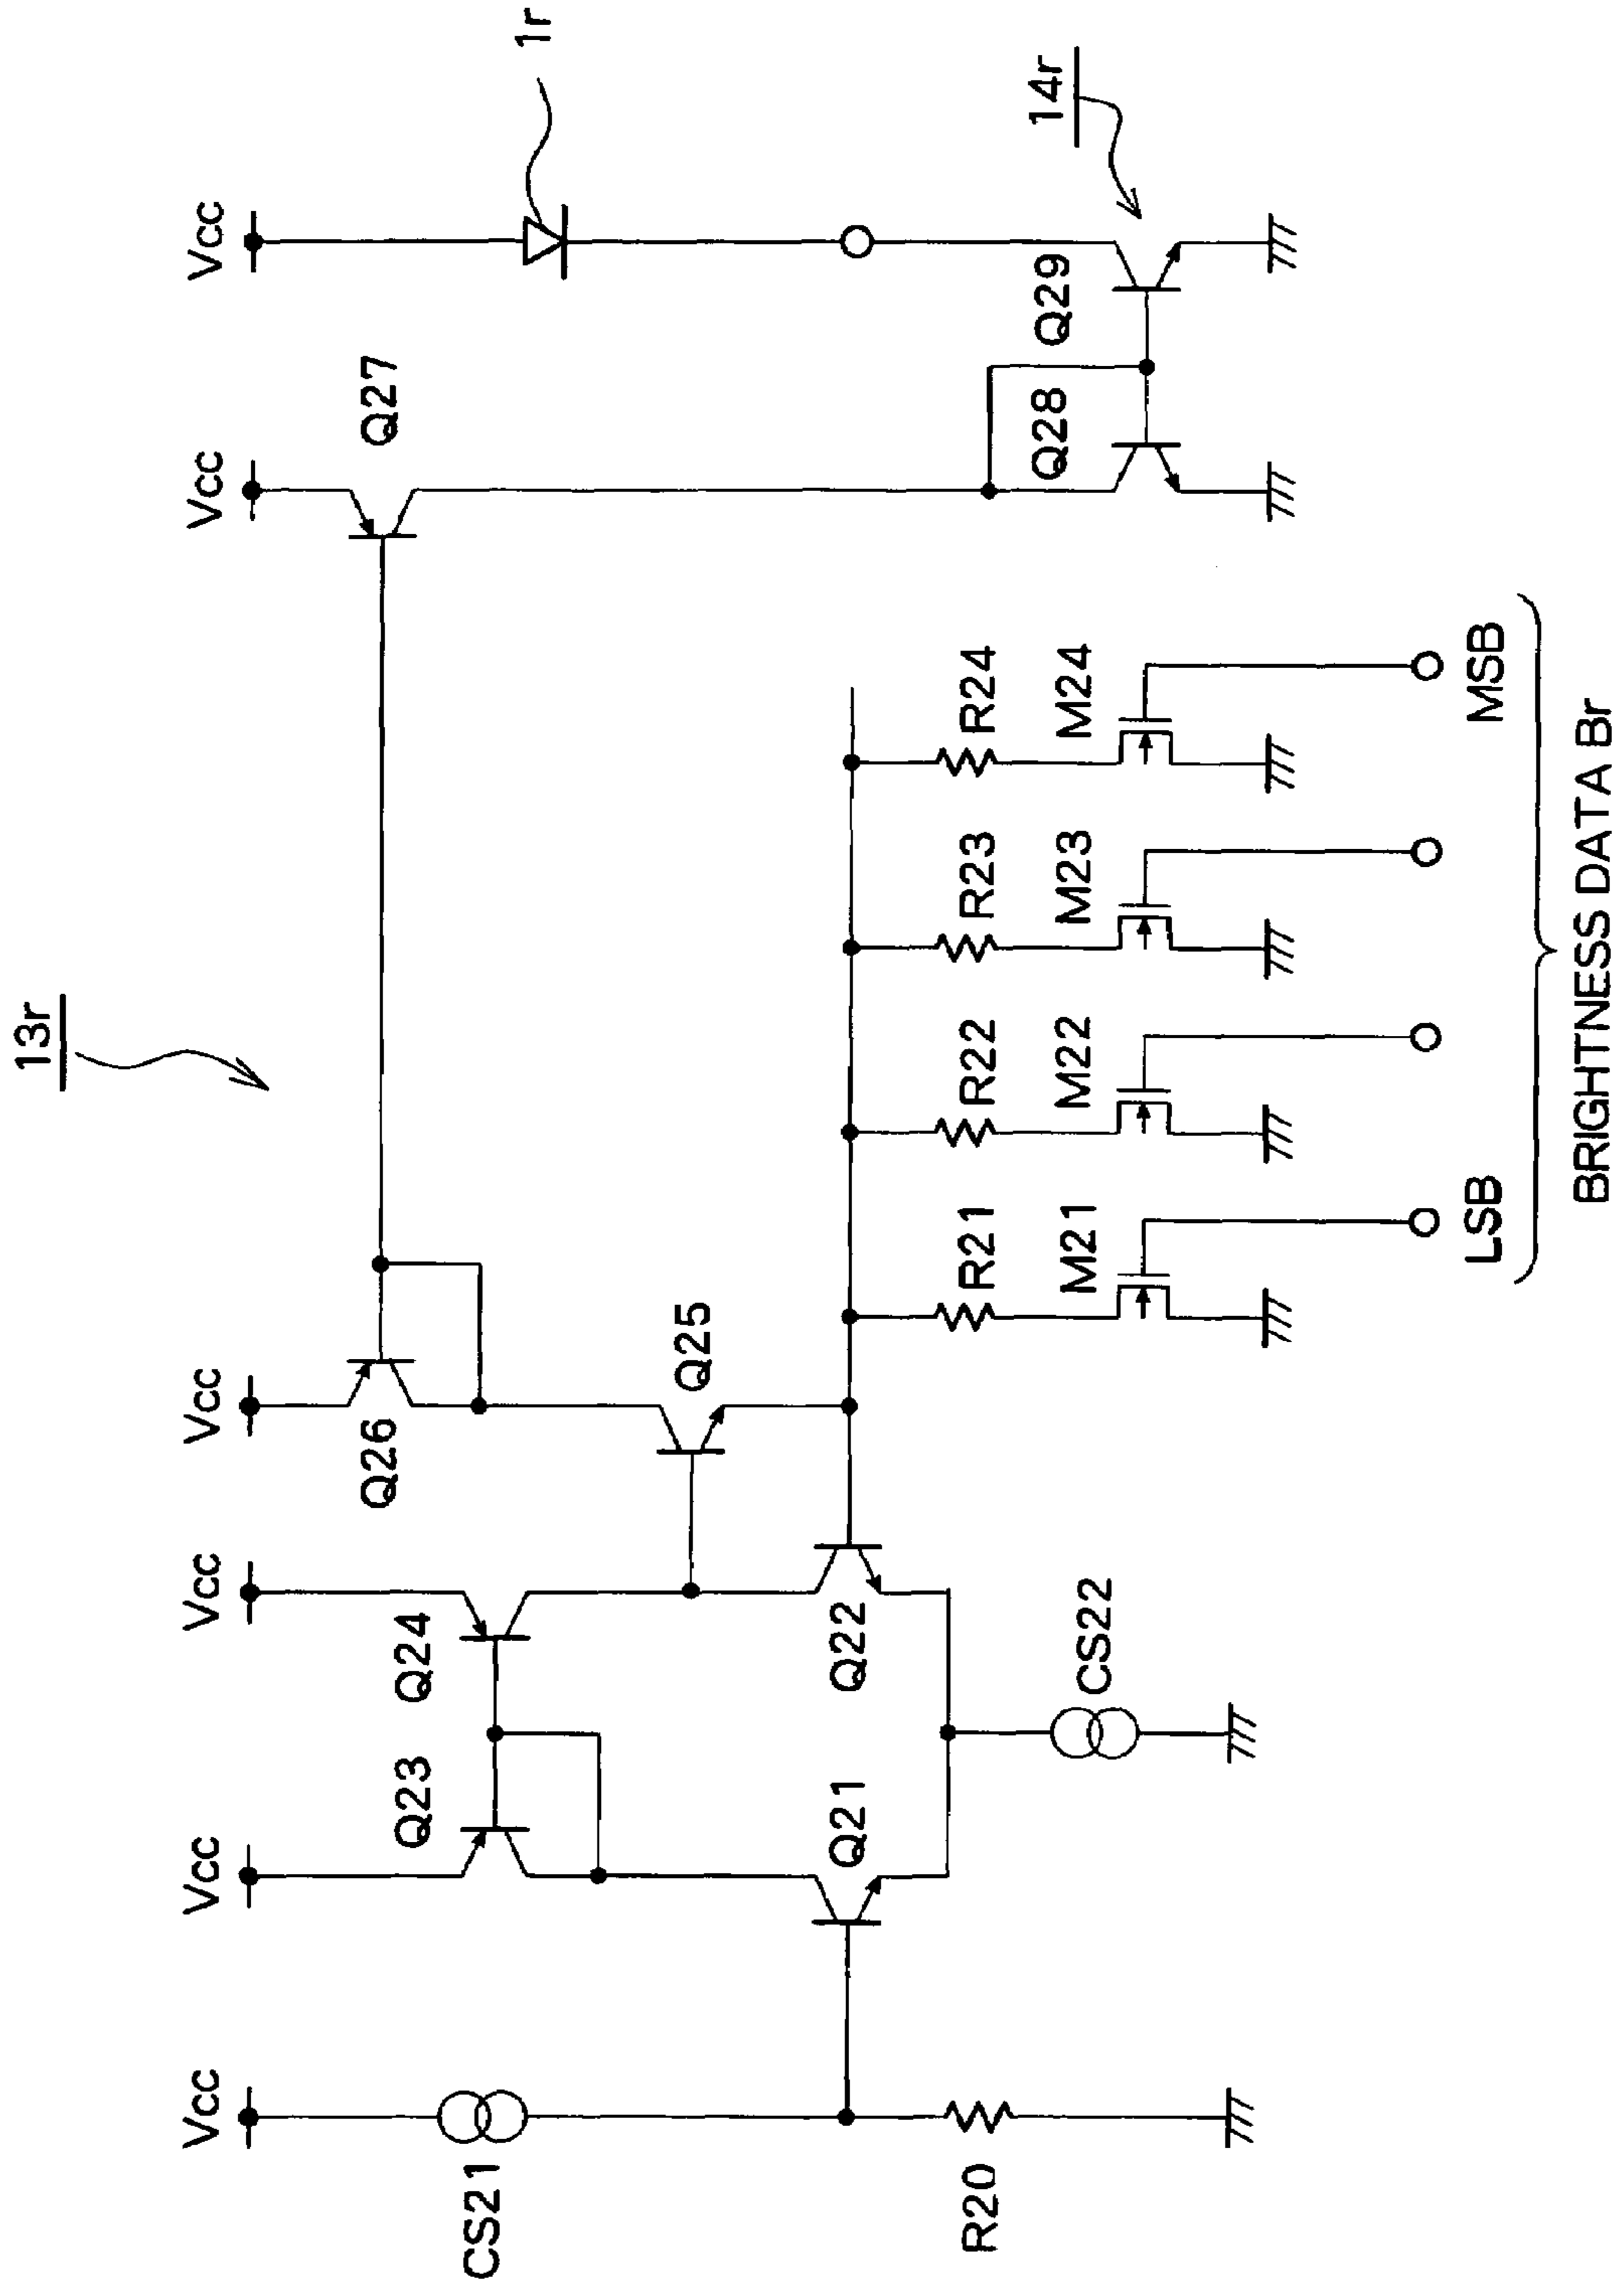 13r
Vcc
Vcc
Vcc
Vcc
Vcc
Vcc
CS21
Q23
Q24
Q26
Q27
1r
Q25
Q21
Q22
Q28
Q29
14r
R20
CS22
R21
R22
R23
R24
M21
M22
M23
M24
LSB
MSB
BRIGHTNESS DATA Br